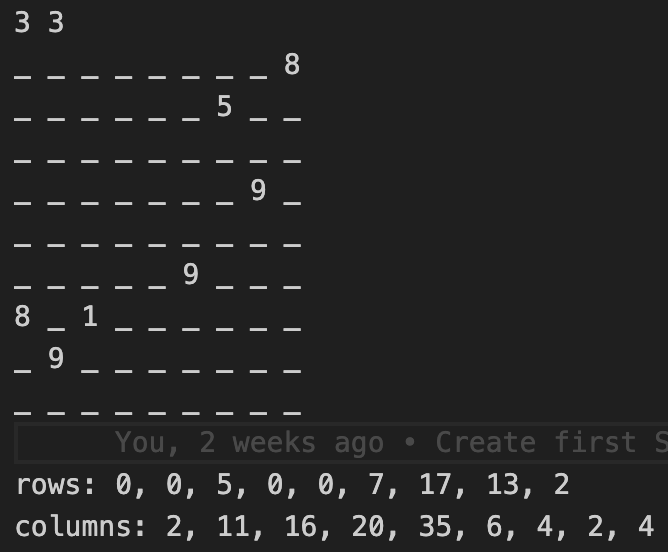 3 3
_ _ _ _ _ _ _ _ 8
_ _ _ _ _ _ 5 _ _
_ _ _ _ _ _ _ _ _
_ _ _ _ _ _ _ 9 _
_ _ _ _ _ _ _ _ _
_ _ _ _ _ 9 _ _ _
8 _ 1 _ _ _ _ _ _
_ 9 _ _ _ _ _ _ _
_ _ _ _ _ _ _ _ _
You, 2 weeks ago • Create first S
rows: 0, 0, 5, 0, 0, 7, 17, 13, 2
columns: 2, 11, 16, 20, 35, 6, 4, 2, 4